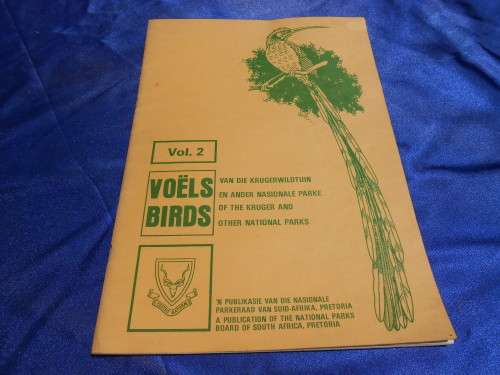 Vol. 2
VOËLS
VAN DIE KRUGERWILDTUIN
EN ANDER NASIONALE PARKE
BIRDS
OF THE KRUGER AND
OTHER NATIONAL PARKS
'N PUBLIKASIE VAN DIE NASIONALE
PARKERAAD VAN SUID-AFRIKA, PRETORIA
A PUBLICATION OF THE NATIONAL PARKS
BOARD OF SOUTH AFRICA, PRETORIA